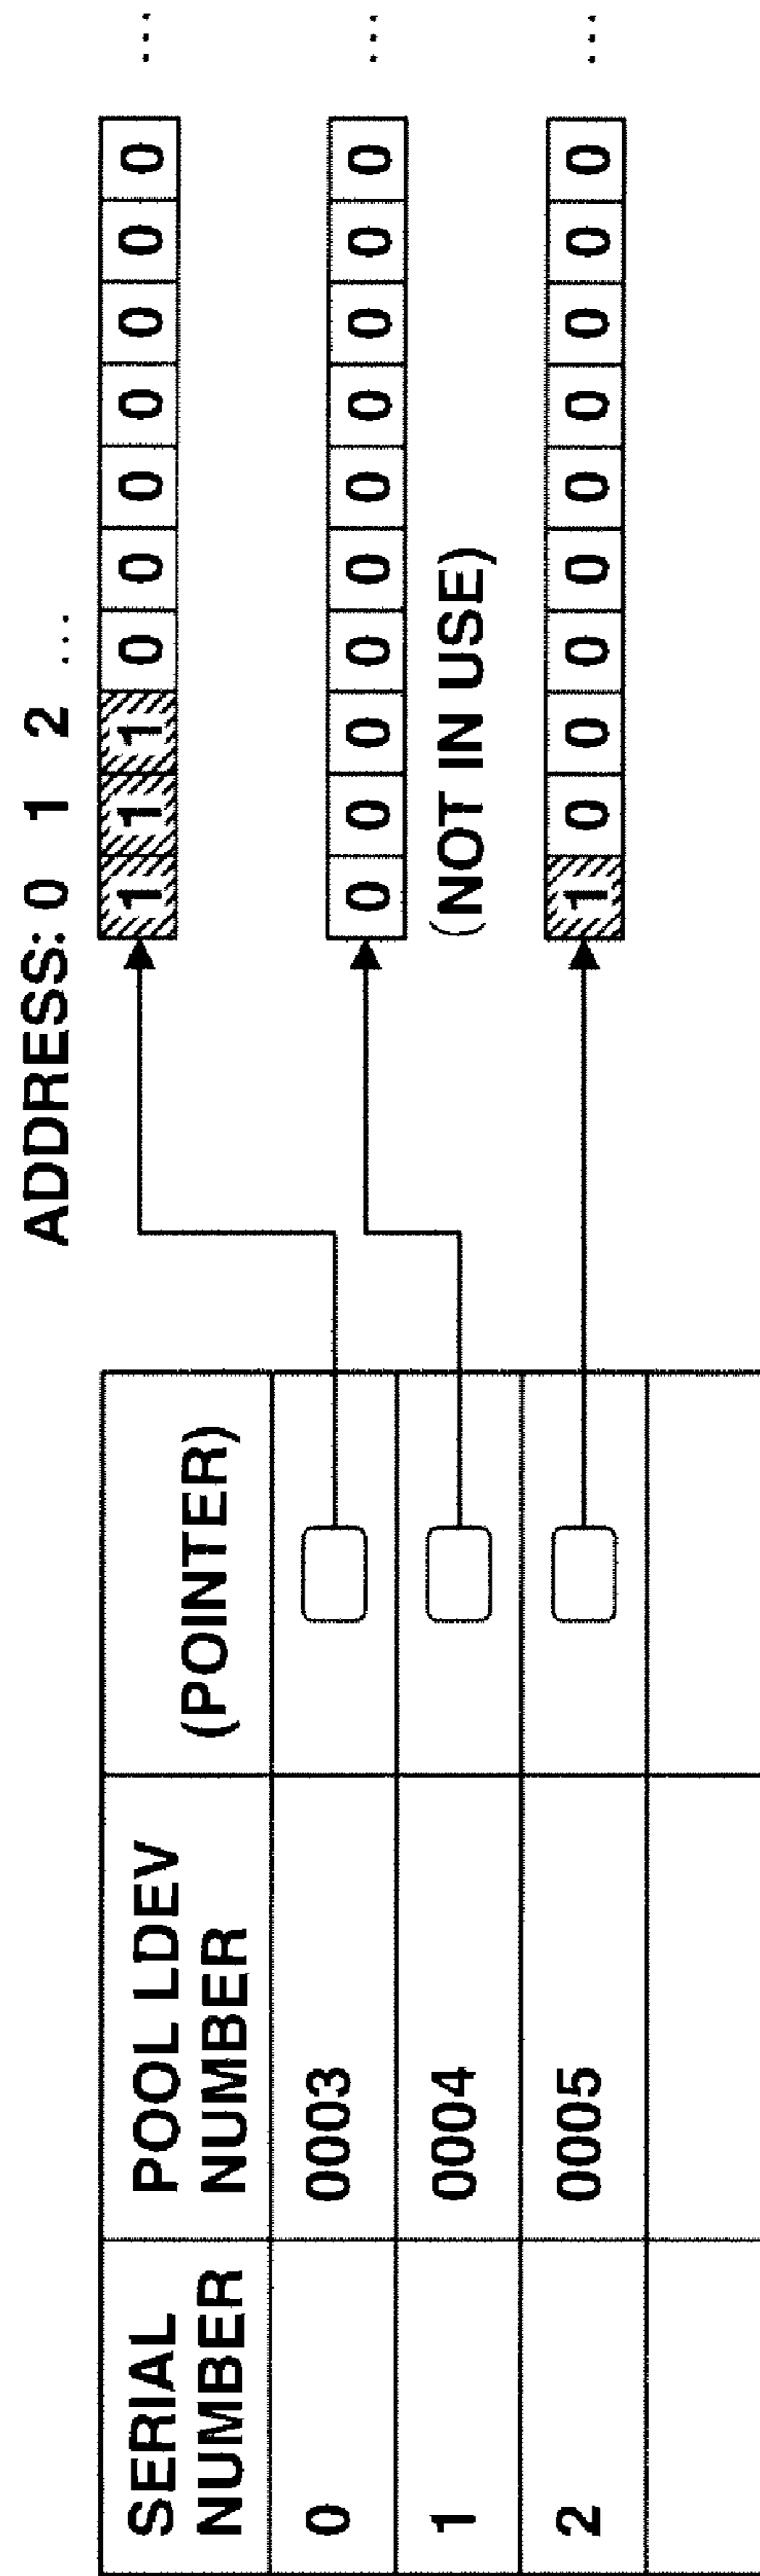 ADDRESS: 0 1 2 ...
SERIAL NUMBER
POOL LDEV NUMBER
(POINTER)
1 1 1 0 0 0 0 0 0 0 ...
0 0003
0 0 0 0 0 0 0 0 0 0 ...
1 0004
(NOT IN USE)
2 0005
1 0 0 0 0 0 0 0 0 0 ...